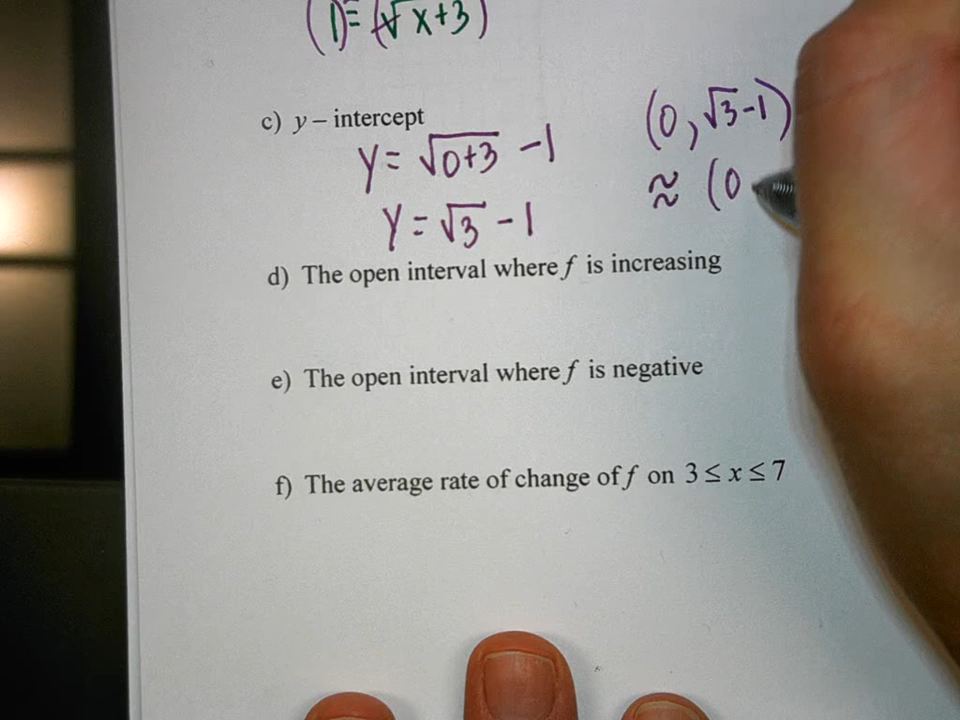 (1) = (√x+3)
c) y – intercept
y = √0+3 - 1
(0, √3-1)
y = √3 - 1
≈ (0
d) The open interval where f is increasing
e) The open interval where f is negative
f) The average rate of change of f on 3 ≤ x ≤ 7